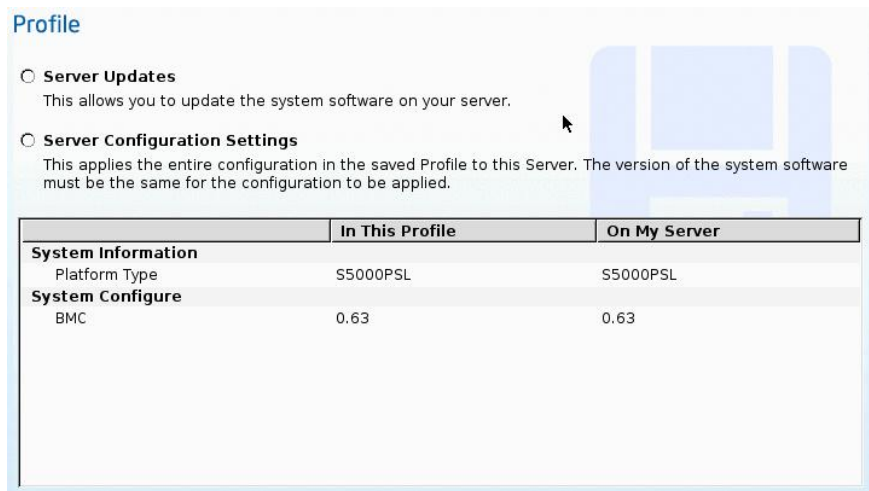 Profile
Server Updates
This allows you to update the system software on your server.
Server Configuration Settings
This applies the entire configuration in the saved Profile to this Server. The version of the system software
must be the same for the configuration to be applied.
In This Profile On My Server
System Information
Platform Type S5000PSL S5000PSL
System Configure
BMC 0.63 0.63